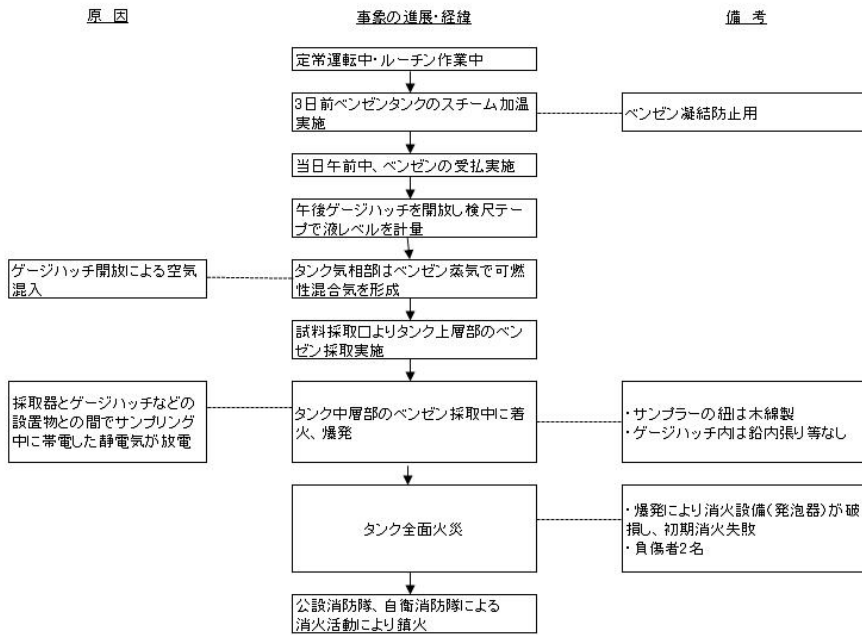 原　因
事象の進展・経緯
備　考
定常運転中・ルーチン作業中
3日前ベンゼンタンクのスチーム加温
実施
ベンゼン凝結防止用
当日午前中、ベンゼンの受払実施
午後ゲージハッチを開放し検尺テー
プで液レベルを計量
ゲージハッチ開放による空気
混入
タンク気相部はベンゼン蒸気で可燃
性混合気を形成
試料採取口よりタンク上層部のベン
ゼン採取実施
採取器とゲージハッチなどの
設置物との間でサンプリング
中に帯電した静電気が放電
タンク中層部のベンゼン採取中に着
火、爆発
・サンプラーの紐は木綿製
・ゲージハッチ内は鉛内張り等なし
タンク全面火災
・爆発により消火設備(発泡器)が破
損し、初期消火失敗
・負傷者2名
公設消防隊、自衛消防隊による
消火活動により鎮火